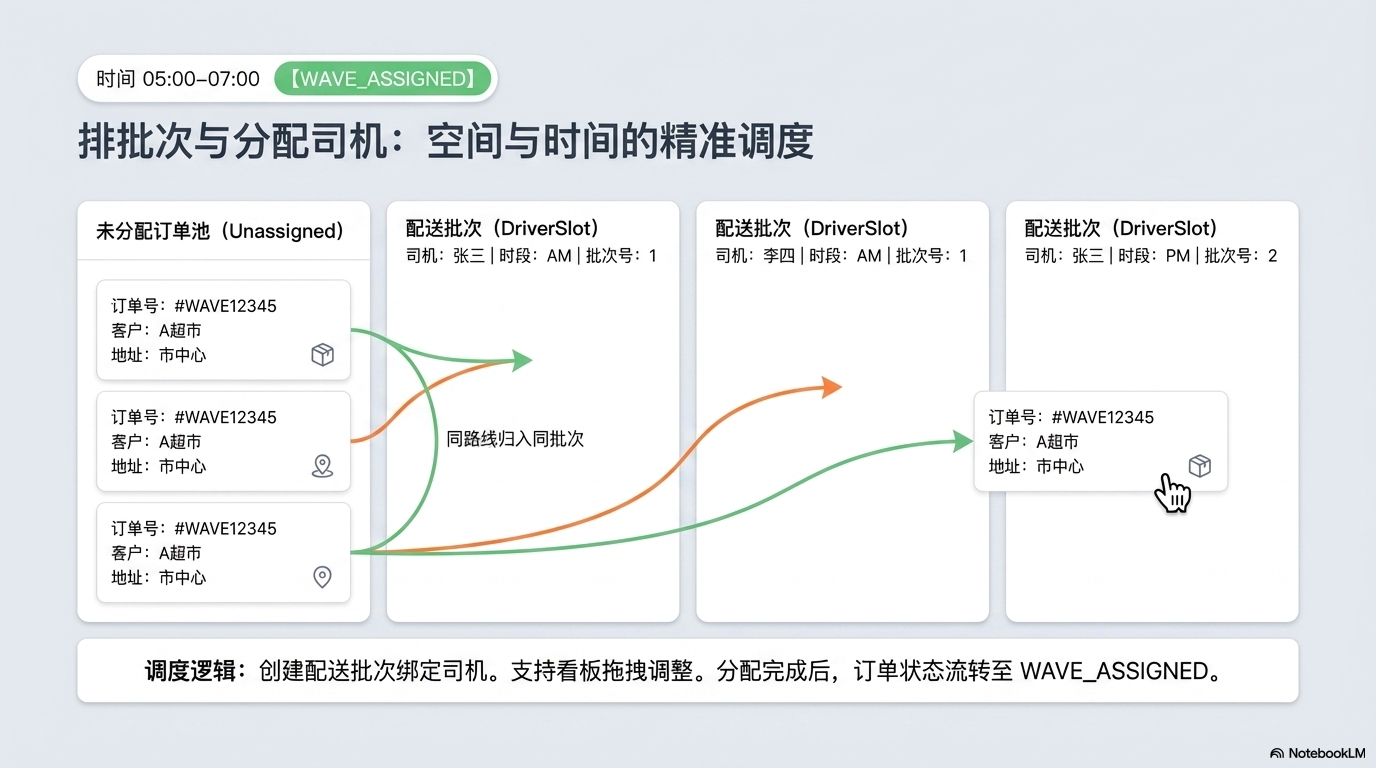 时间 05:00–07:00 【WAVE_ASSIGNED】
排批次与分配司机：空间与时间的精准调度
未分配订单池（Unassigned）
订单号：#WAVE12345
客户：A超市
地址：市中心
订单号：#WAVE12345
客户：A超市
地址：市中心
订单号：#WAVE12345
客户：A超市
地址：市中心
配送批次（DriverSlot）
司机：张三 | 时段：AM | 批次号：1
同路线归入同批次
配送批次（DriverSlot）
司机：李四 | 时段：AM | 批次号：1
配送批次（DriverSlot）
司机：张三 | 时段：PM | 批次号：2
订单号：#WAVE12345
客户：A超市
地址：市中心
调度逻辑：创建配送批次绑定司机。支持看板拖拽调整。分配完成后，订单状态流转至 WAVE_ASSIGNED。
NotebookLM